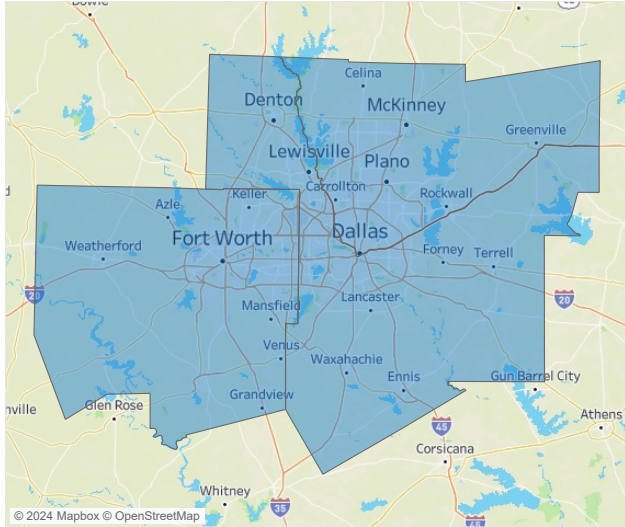 Bowie
Celina
Denton
McKinney
Greenville
Lewisville
Plano
Carrollton
Keller
Rockwall
Azle
Dallas
Fort Worth
Weatherford
Forney
Terrell
20
Lancaster
20
Mansfield
Venus
Waxahachie
Ennis
Gun Barrel City
Grandview
Glen Rose
nville
Athens
45
Corsicana
Whitney
35
45
© 2024 Mapbox © OpenStreetMap